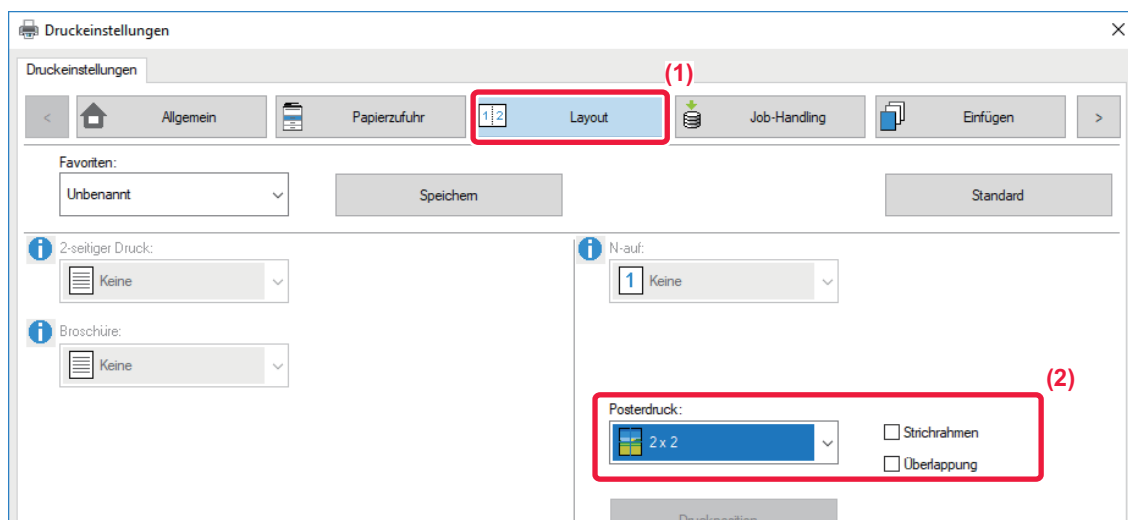 Druckeinstellungen
Druckeinstellungen
(1)
< Allgemein Papierzufuhr 1 2 Layout Job-Handling Einfügen >
Favoriten:
Unbenannt Speichern Standard
2-seitiger Druck: N-auf:
Keine 1 Keine
Broschüre:
Keine
(2)
Posterdruck:
2 x 2 Strichrahmen
Überlappung
Druckposition